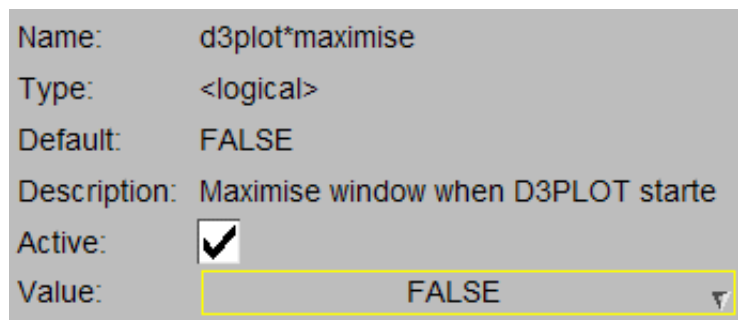 Name: d3plot*maximise
Type: <logical>
Default: FALSE
Description: Maximise window when D3PLOT starte
Active:
Value: FALSE